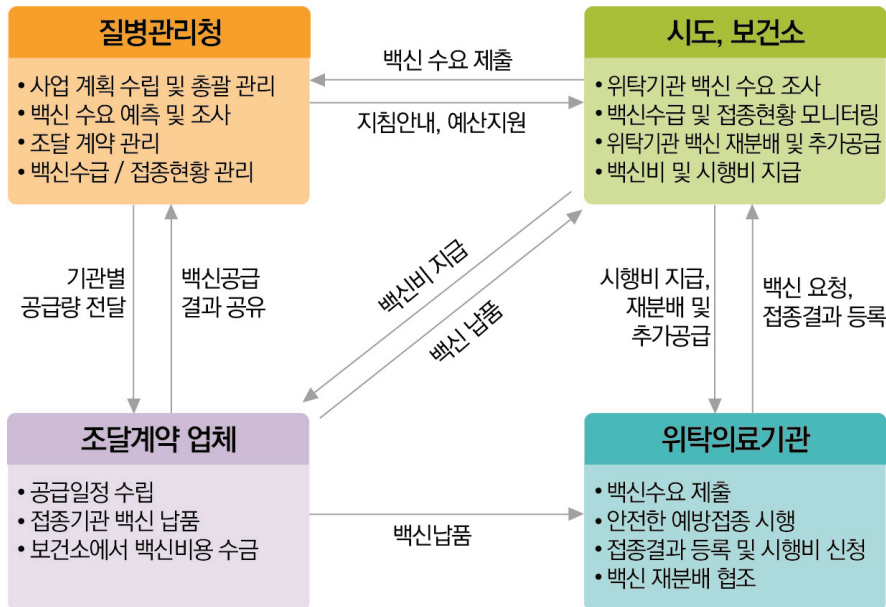 질병관리청
• 사업 계획 수립 및 총괄 관리
• 백신 수요 예측 및 조사
• 조달 계약 관리
• 백신수급 / 접종현황 관리
백신 수요 제출
지침안내, 예산지원
시도, 보건소
• 위탁기관 백신 수요 조사
• 백신수급 및 접종현황 모니터링
• 위탁기관 백신 재분배 및 추가공급
• 백신비 및 시행비 지급
기관별
공급량 전달
백신공급
결과 공유
백신비 지급
백신 납품
시행비 지급,
재분배 및
추가공급
백신 요청,
접종결과 등록
조달계약 업체
• 공급일정 수립
• 접종기관 백신 납품
• 보건소에서 백신비용 수금
백신납품
위탁의료기관
• 백신수요 제출
• 안전한 예방접종 시행
• 접종결과 등록 및 시행비 신청
• 백신 재분배 협조